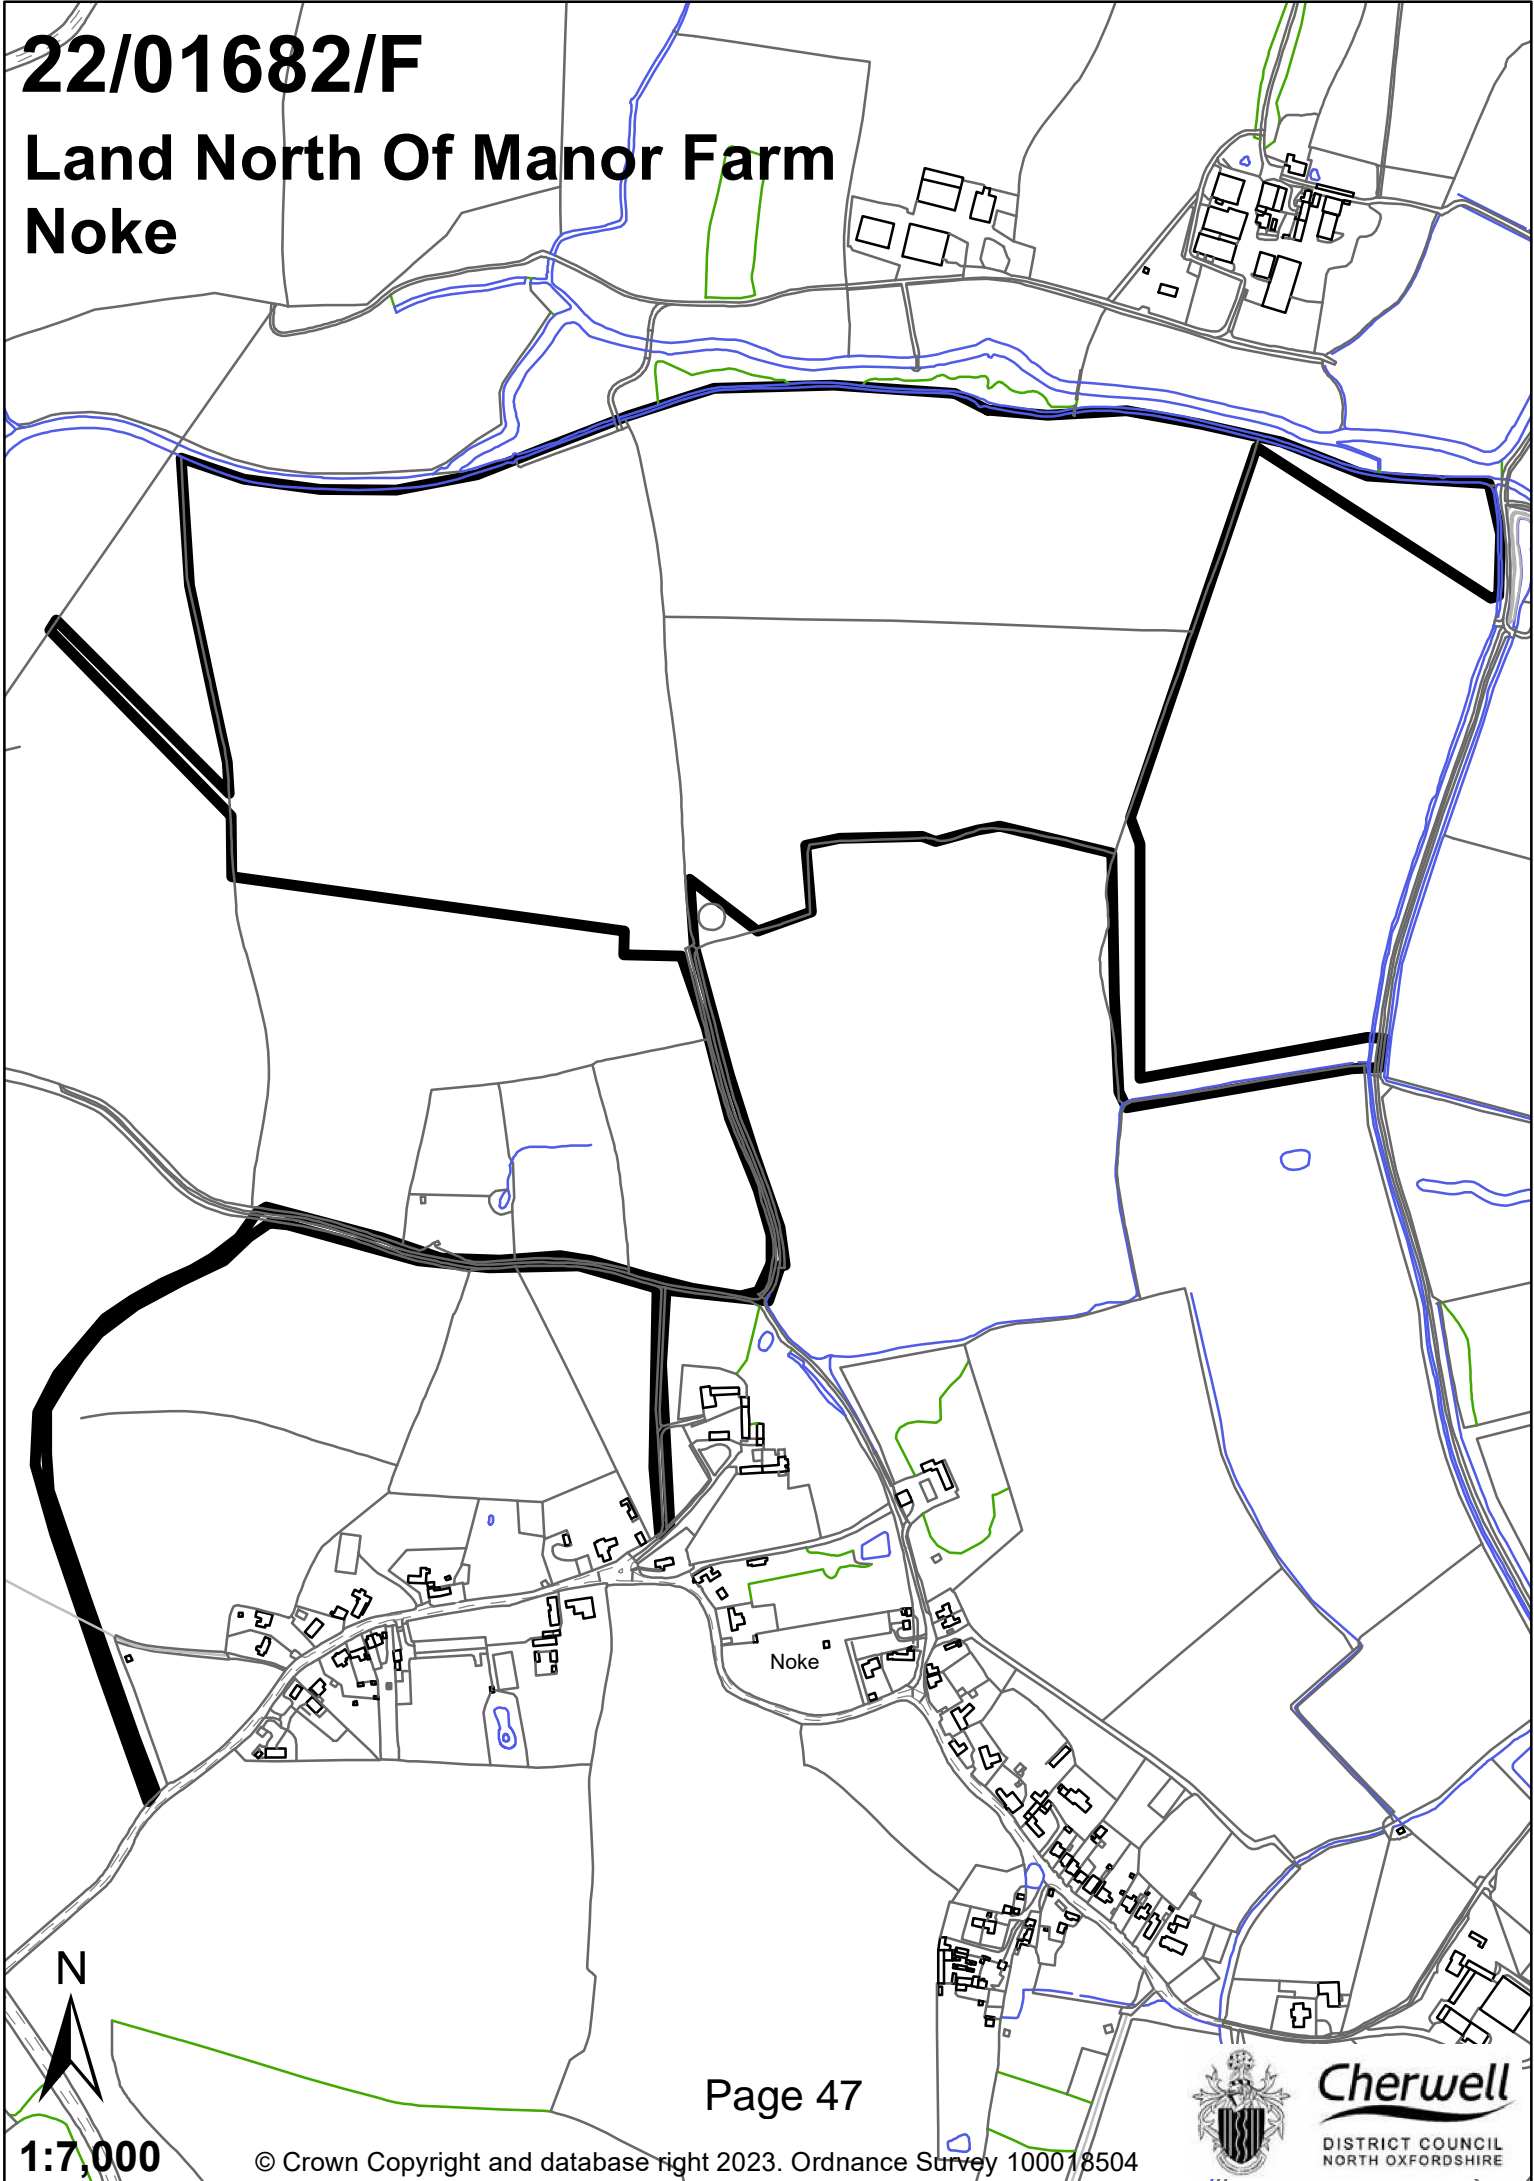 22/01682/F
Land North Of Manor Farm
Noke
Noke
N
Page 47
Cherwell
DISTRICT COUNCIL
NORTH OXFORDSHIRE
1:7,000
© Crown Copyright and database right 2023. Ordnance Survey 100018504